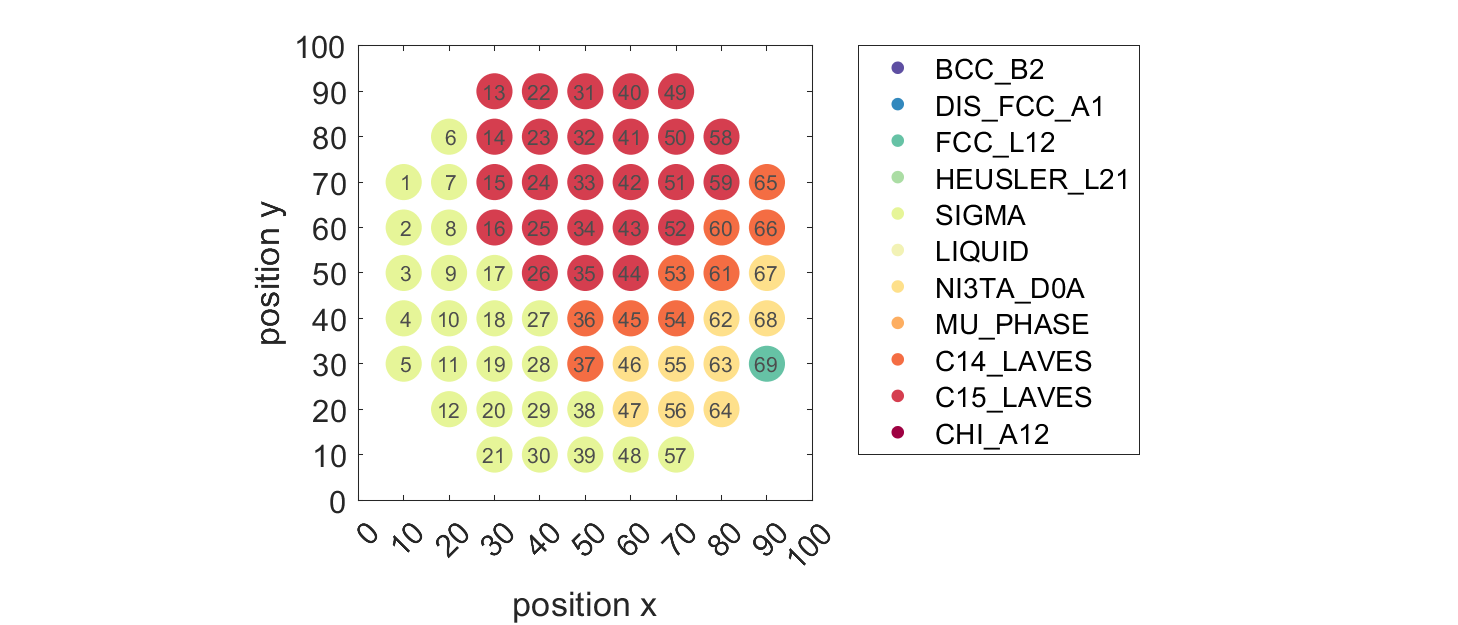 100
90
80
70
60
50
40
30
20
10
0
13 22 31 40 49
6 14 23 32 41 50 58
1 7 15 24 33 42 51 59 65
2 8 16 25 34 43 52 60 66
3 9 17 26 35 44 53 61 67
4 10 18 27 36 45 54 62 68
5 11 19 28 37 46 55 63 69
12 20 29 38 47 56 64
21 30 39 48 57
0 10 20 30 40 50 60 70 80 90 100
position x
position y
BCC_B2
DIS_FCC_A1
FCC_L12
HEUSLER_L21
SIGMA
LIQUID
NI3TA_D0A
MU_PHASE
C14_LAVES
C15_LAVES
CHI_A12